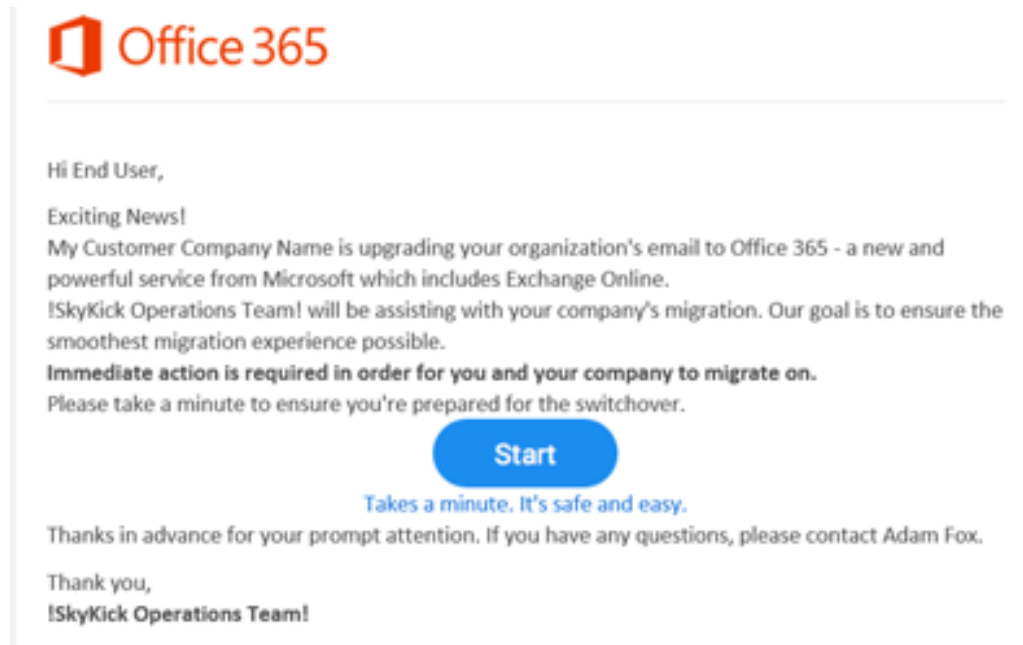 Office 365
Hi End User,
Exciting News!
My Customer Company Name is upgrading your organization's email to Office 365 - a new and
powerful service from Microsoft which includes Exchange Online.
!SkyKick Operations Team! will be assisting with your company's migration. Our goal is to ensure the
smoothest migration experience possible.
Immediate action is required in order for you and your company to migrate on.
Please take a minute to ensure you're prepared for the switchover.
Start
Takes a minute. It's safe and easy.
Thanks in advance for your prompt attention. If you have any questions, please contact Adam Fox.
Thank you,
!SkyKick Operations Team!